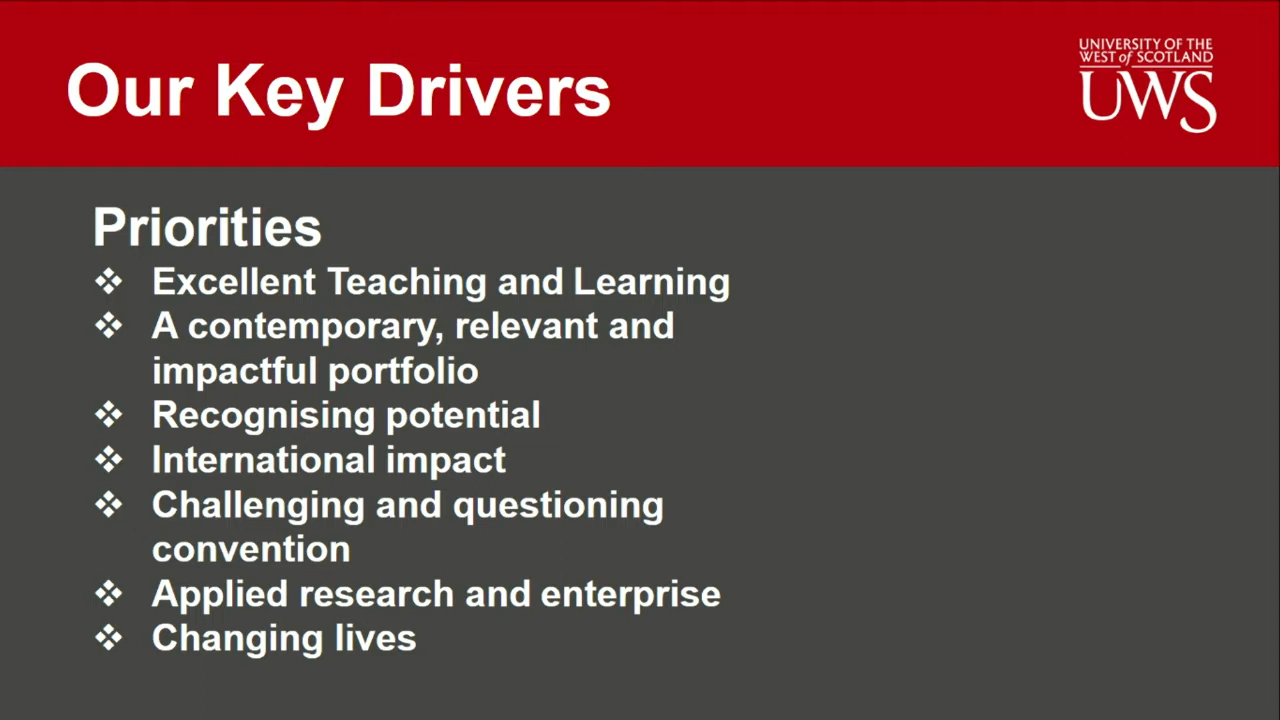 Our Key Drivers
UNIVERSITY OF THE
WEST of SCOTLAND
UWS
Priorities
❖ Excellent Teaching and Learning
❖ A contemporary, relevant and
impactful portfolio
❖ Recognising potential
❖ International impact
❖ Challenging and questioning
convention
❖ Applied research and enterprise
❖ Changing lives